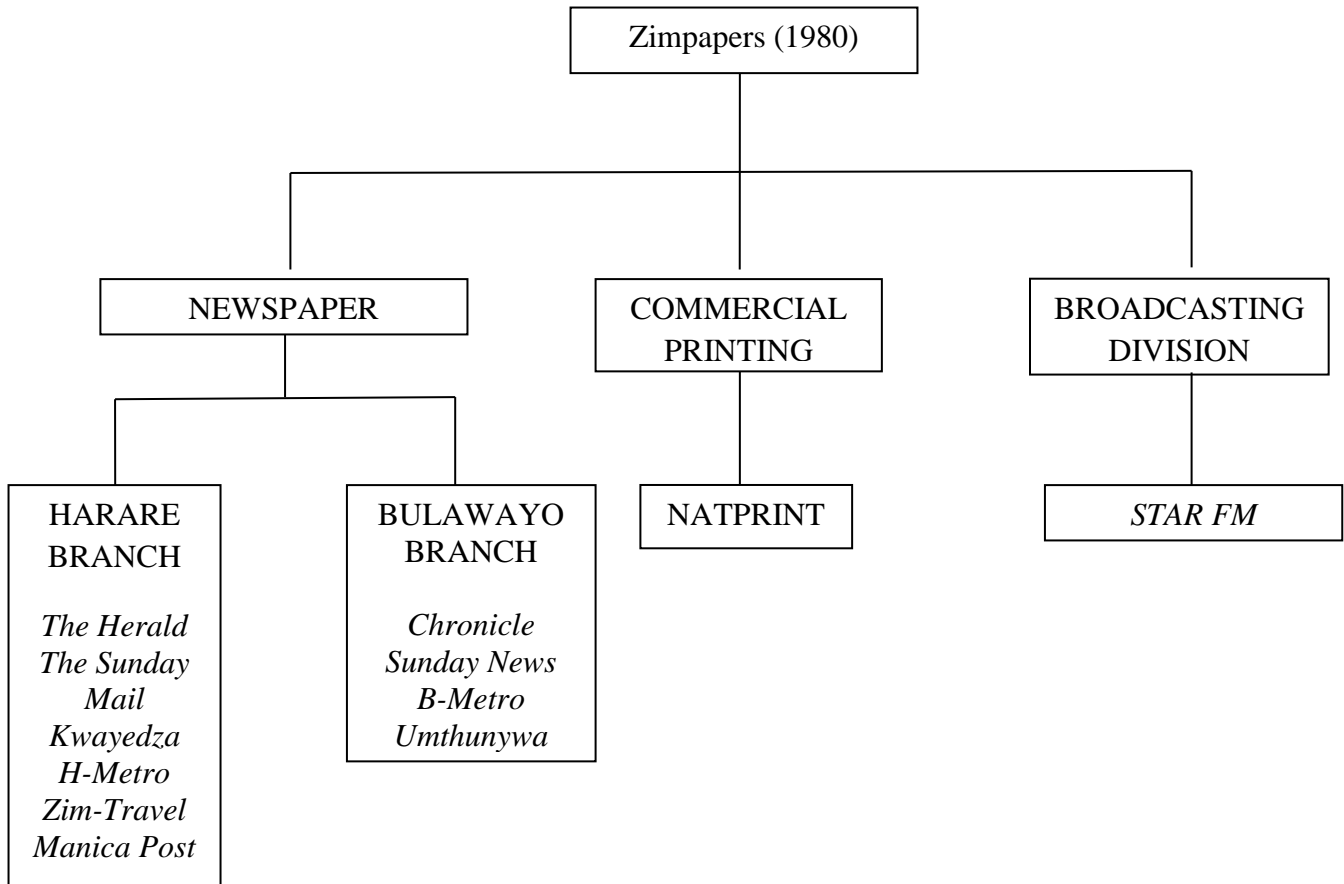 Zimpapers (1980)
NEWSPAPER
COMMERCIAL
PRINTING
BROADCASTING
DIVISION
HARARE
BRANCH
The Herald
The Sunday
Mail
Kwayedza
H-Metro
Zim-Travel
Manica Post
BULAWAYO
BRANCH
Chronicle
Sunday News
B-Metro
Umthunywa
NATPRINT
STAR FM